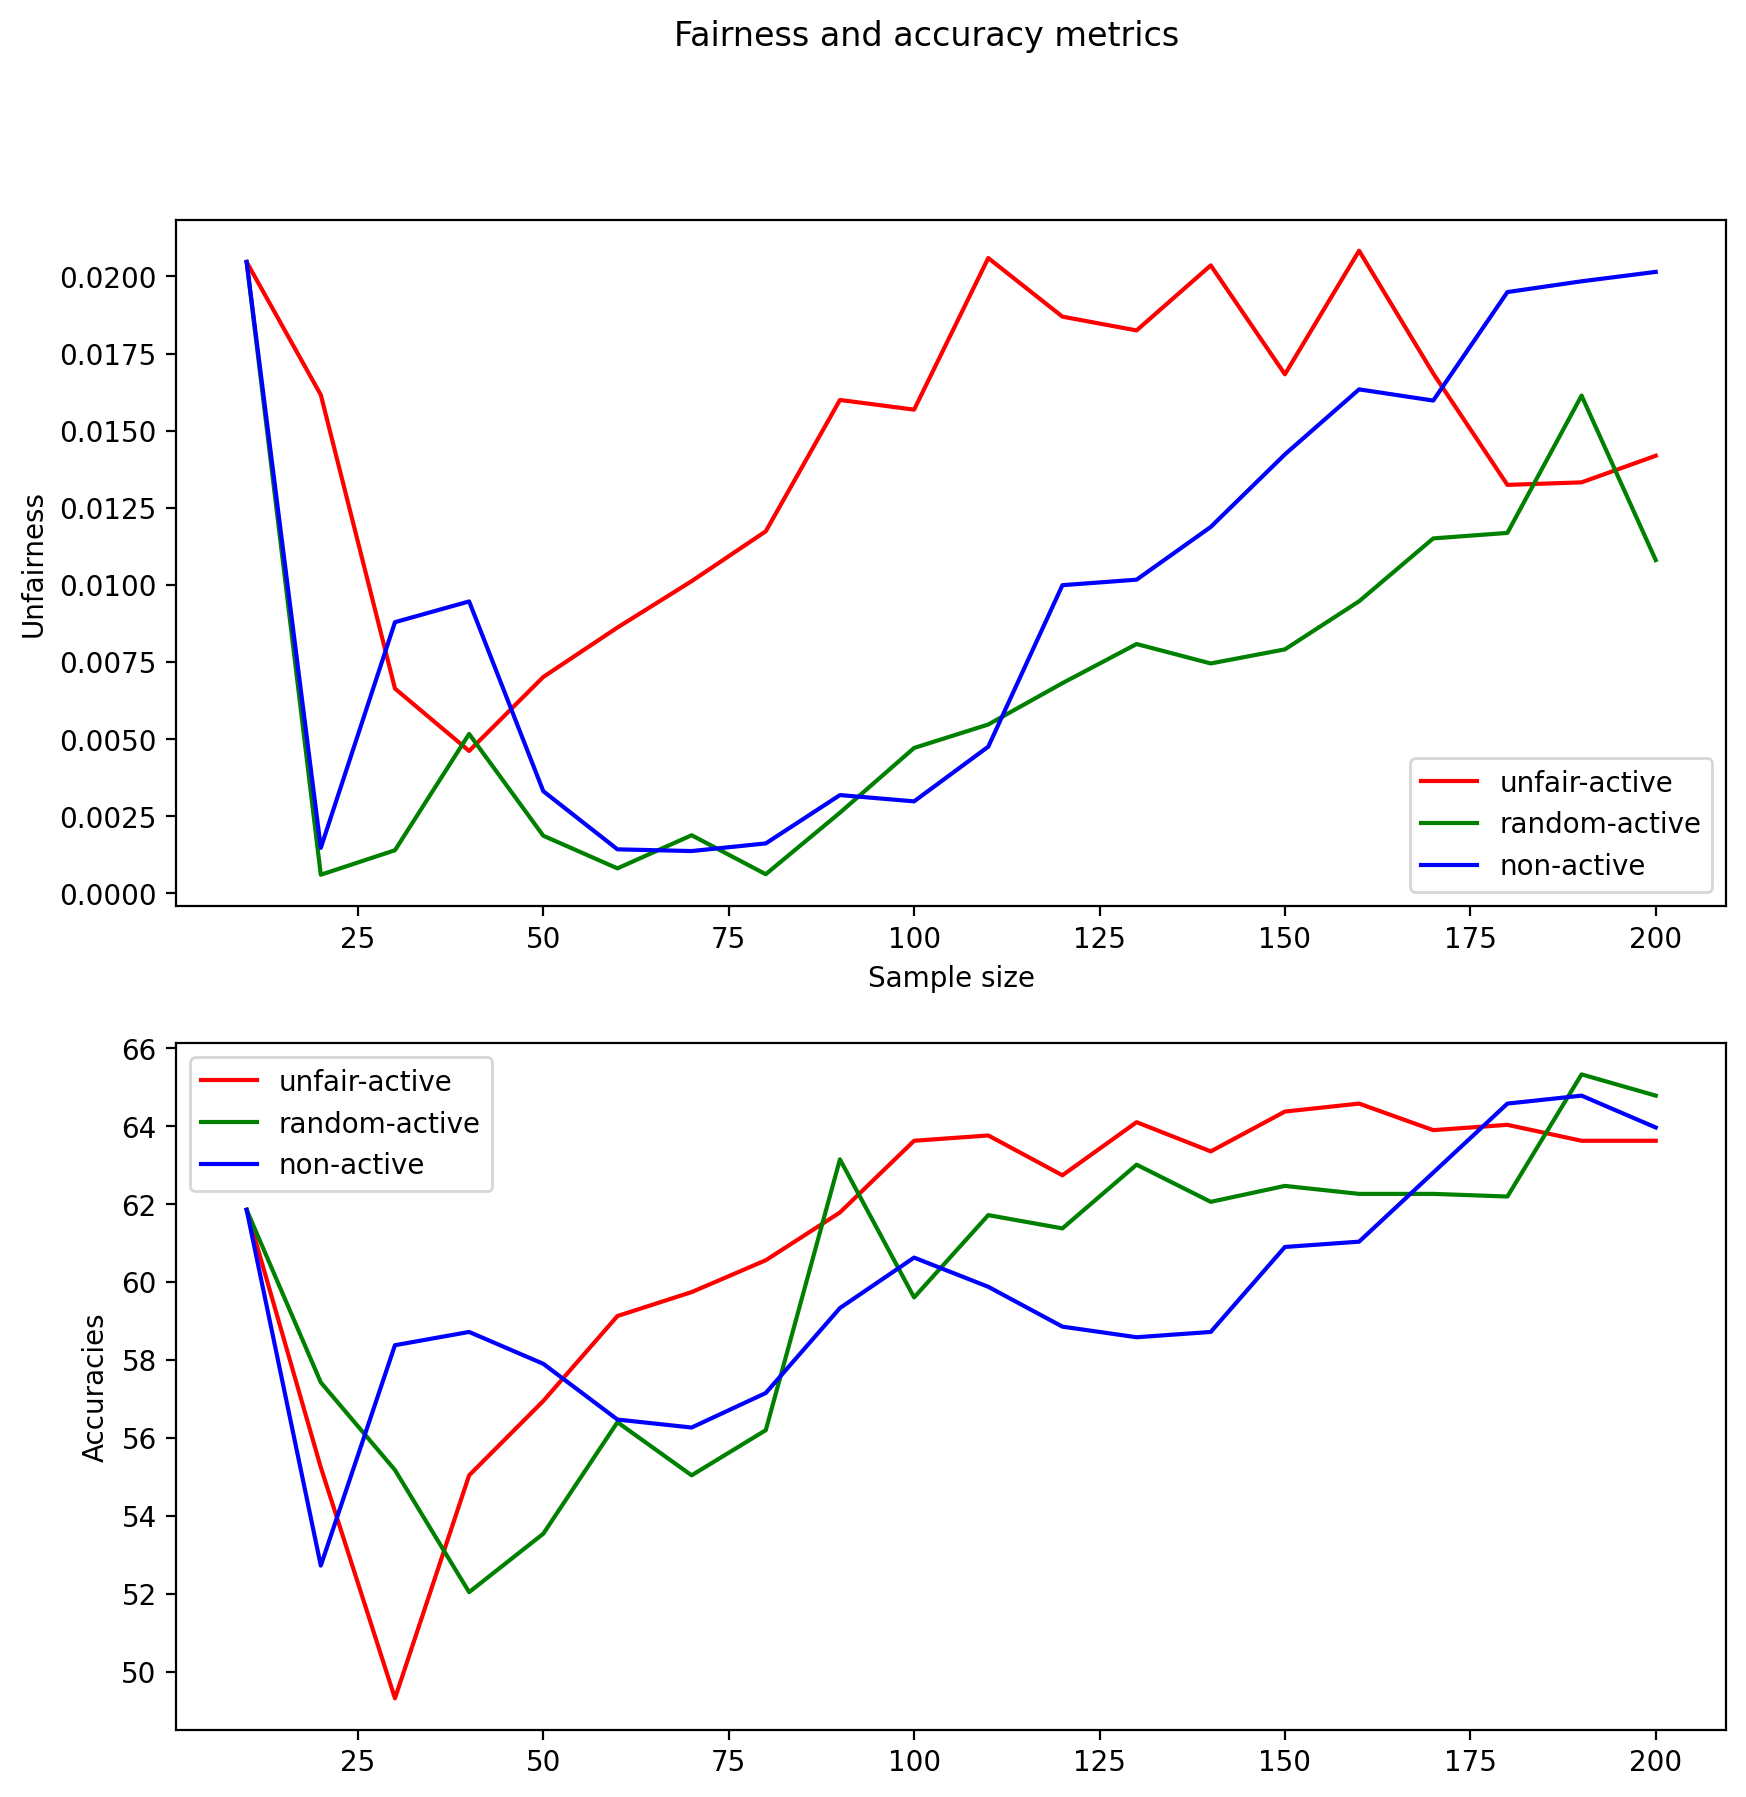 Fairness and accuracy metrics
0.0200
0.0175
0.0150
0.0125
0.0100
0.0075
0.0050
0.0025
0.0000
Unfairness
unfair-active
random-active
non-active
25 50 75 100 125 150 175 200
Sample size
66
64
62
60
58
56
54
52
50
Accuracies
unfair-active
random-active
non-active
25 50 75 100 125 150 175 200